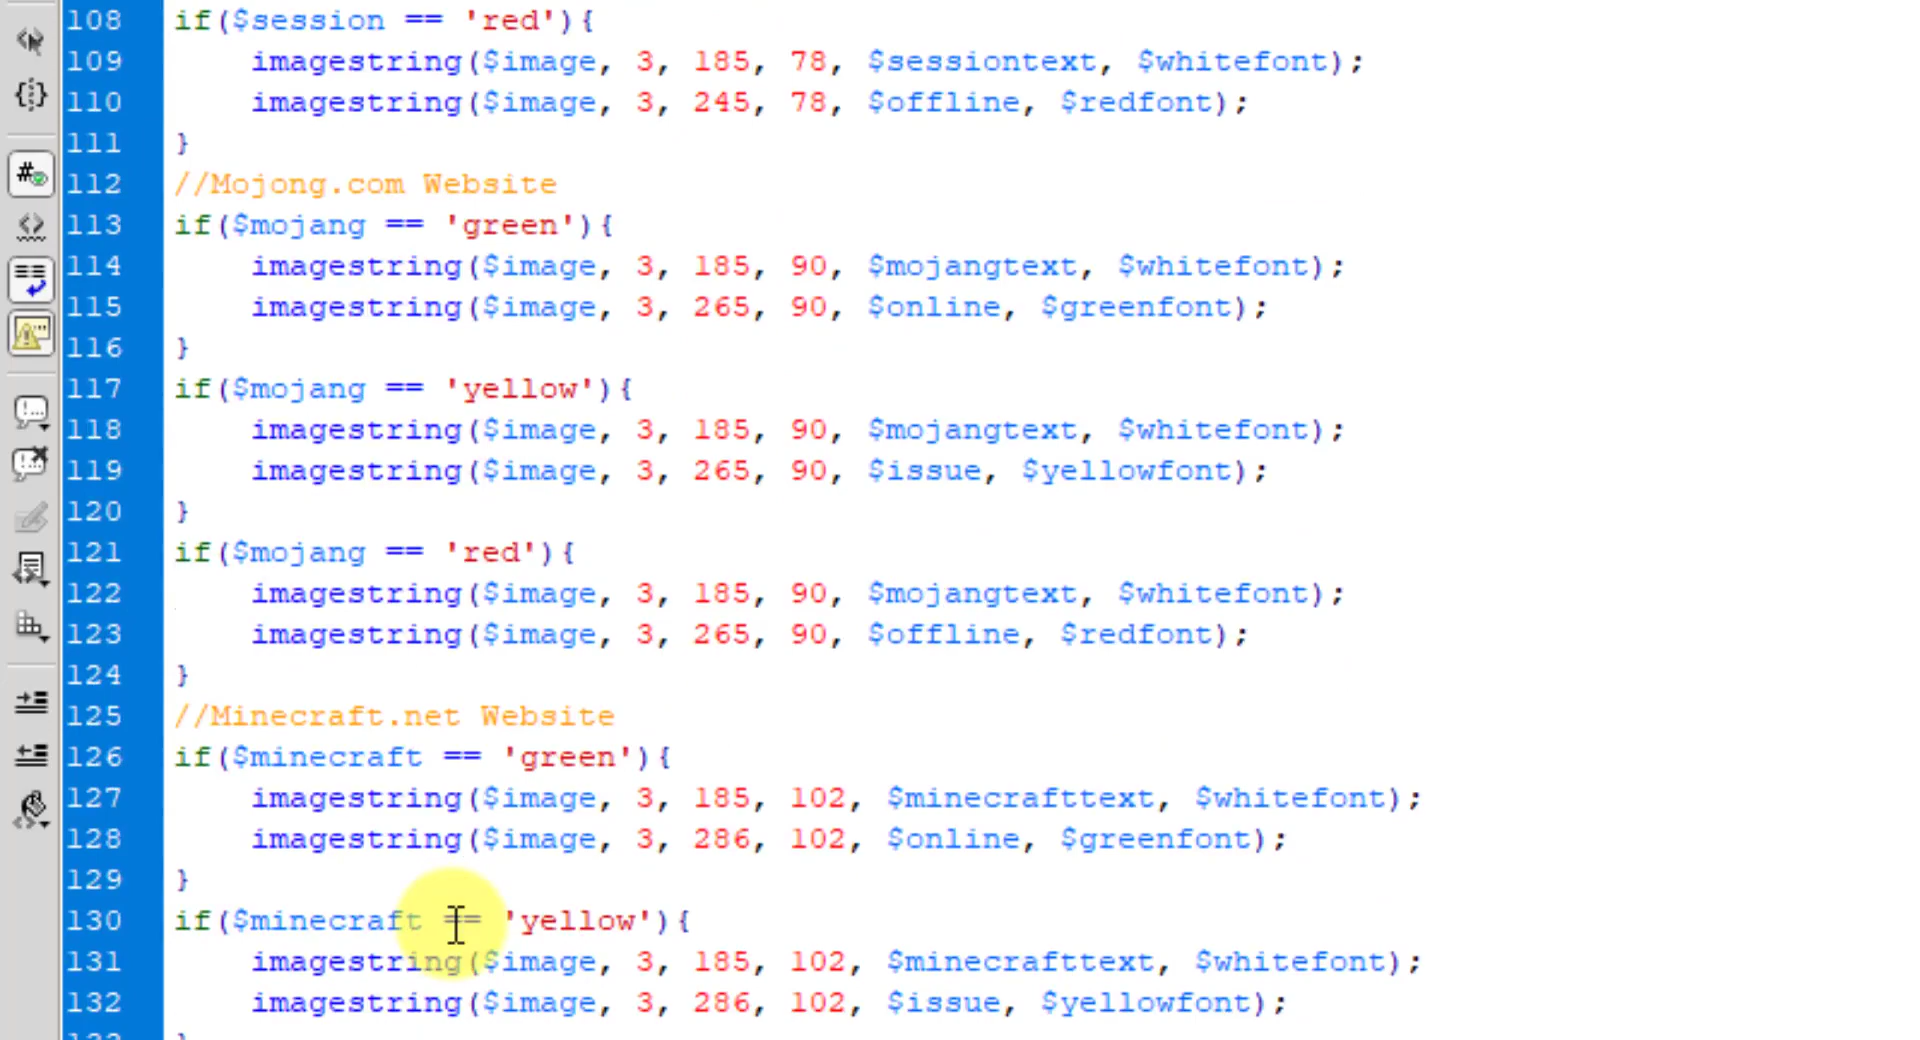 108 if($session == 'red'){
109 imagestring($image, 3, 185, 78, $sessiontext, $whitefont);
110 imagestring($image, 3, 245, 78, $offline, $redfont);
111 }
112 //Mojong.com Website
113 if($mojang == 'green'){
114 imagestring($image, 3, 185, 90, $mojangtext, $whitefont);
115 imagestring($image, 3, 265, 90, $online, $greenfont);
116 }
117 if($mojang == 'yellow'){
118 imagestring($image, 3, 185, 90, $mojangtext, $whitefont);
119 imagestring($image, 3, 265, 90, $issue, $yellowfont);
120 }
121 if($mojang == 'red'){
122 imagestring($image, 3, 185, 90, $mojangtext, $whitefont);
123 imagestring($image, 3, 265, 90, $offline, $redfont);
124 }
125 //Minecraft.net Website
126 if($minecraft == 'green'){
127 imagestring($image, 3, 185, 102, $minecrafttext, $whitefont);
128 imagestring($image, 3, 286, 102, $online, $greenfont);
129 }
130 if($minecraft == 'yellow'){
131 imagestring($image, 3, 185, 102, $minecrafttext, $whitefont);
132 imagestring($image, 3, 286, 102, $issue, $yellowfont);